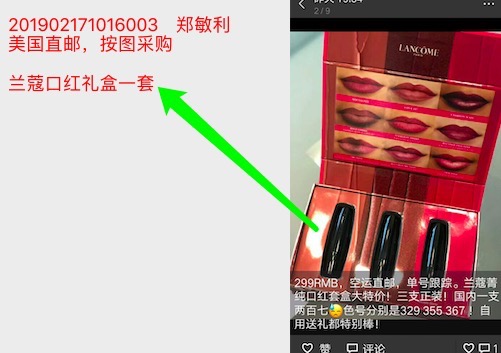 201902171016003 郑敏利
美国直邮，按图采购
兰蔻口红礼盒一套
2/9
LANCÔME
PARIS
299RMB，空运直邮，单号跟踪。兰蔻菁
纯口红套盒大特价！三支正装！国内一支
两百七😓色号分别是329 355 367！自
用送礼都特别棒！
赞
评论
1